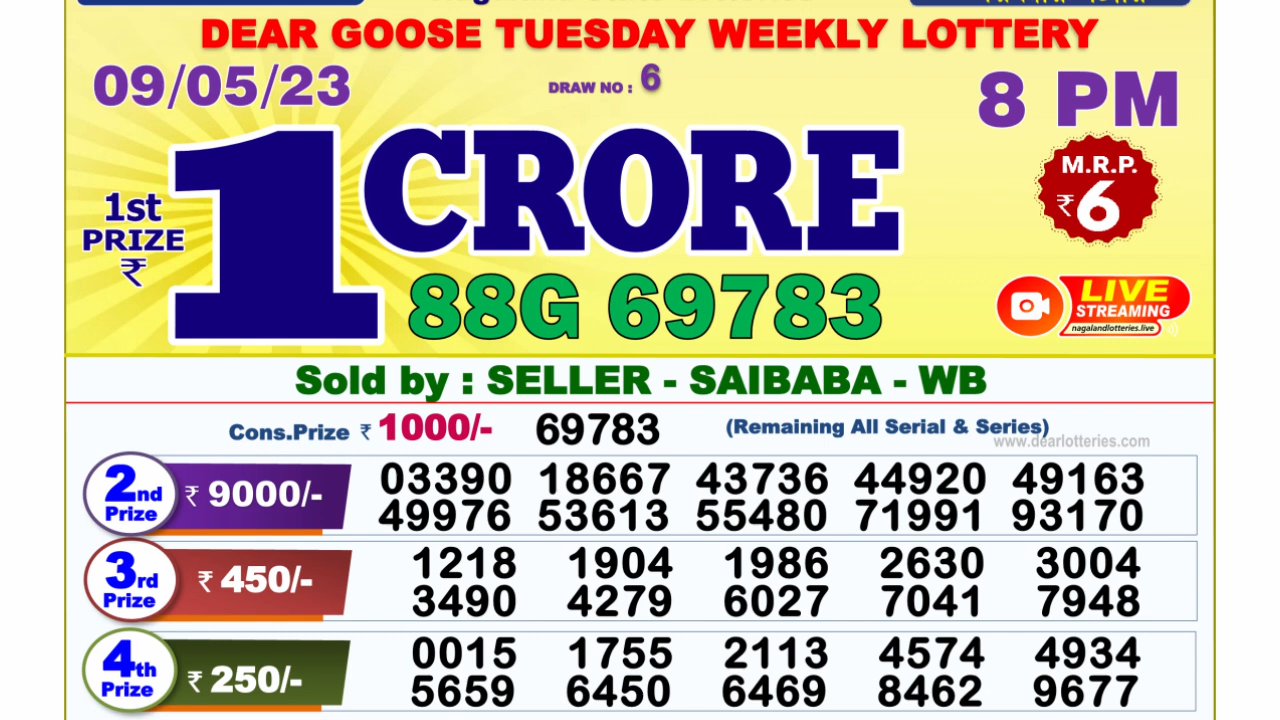 DEAR GOOSE TUESDAY WEEKLY LOTTERY
09/05/23
DRAW NO : 6
8 PM
1st
PRIZE
₹
1 CRORE
88G 69783
M.R.P.
₹6
LIVE
STREAMING
nagalandlotteries.live
Sold by : SELLER - SAIBABA - WB
Cons.Prize ₹ 1000/- 69783 (Remaining All Serial & Series)
www.dearlotteries.com
2nd
Prize
₹ 9000/-
03390 18667 43736 44920 49163
49976 53613 55480 71991 93170
3rd
Prize
₹ 450/-
1218 1904 1986 2630 3004
3490 4279 6027 7041 7948
4th
Prize
₹ 250/-
0015 1755 2113 4574 4934
5659 6450 6469 8462 9677